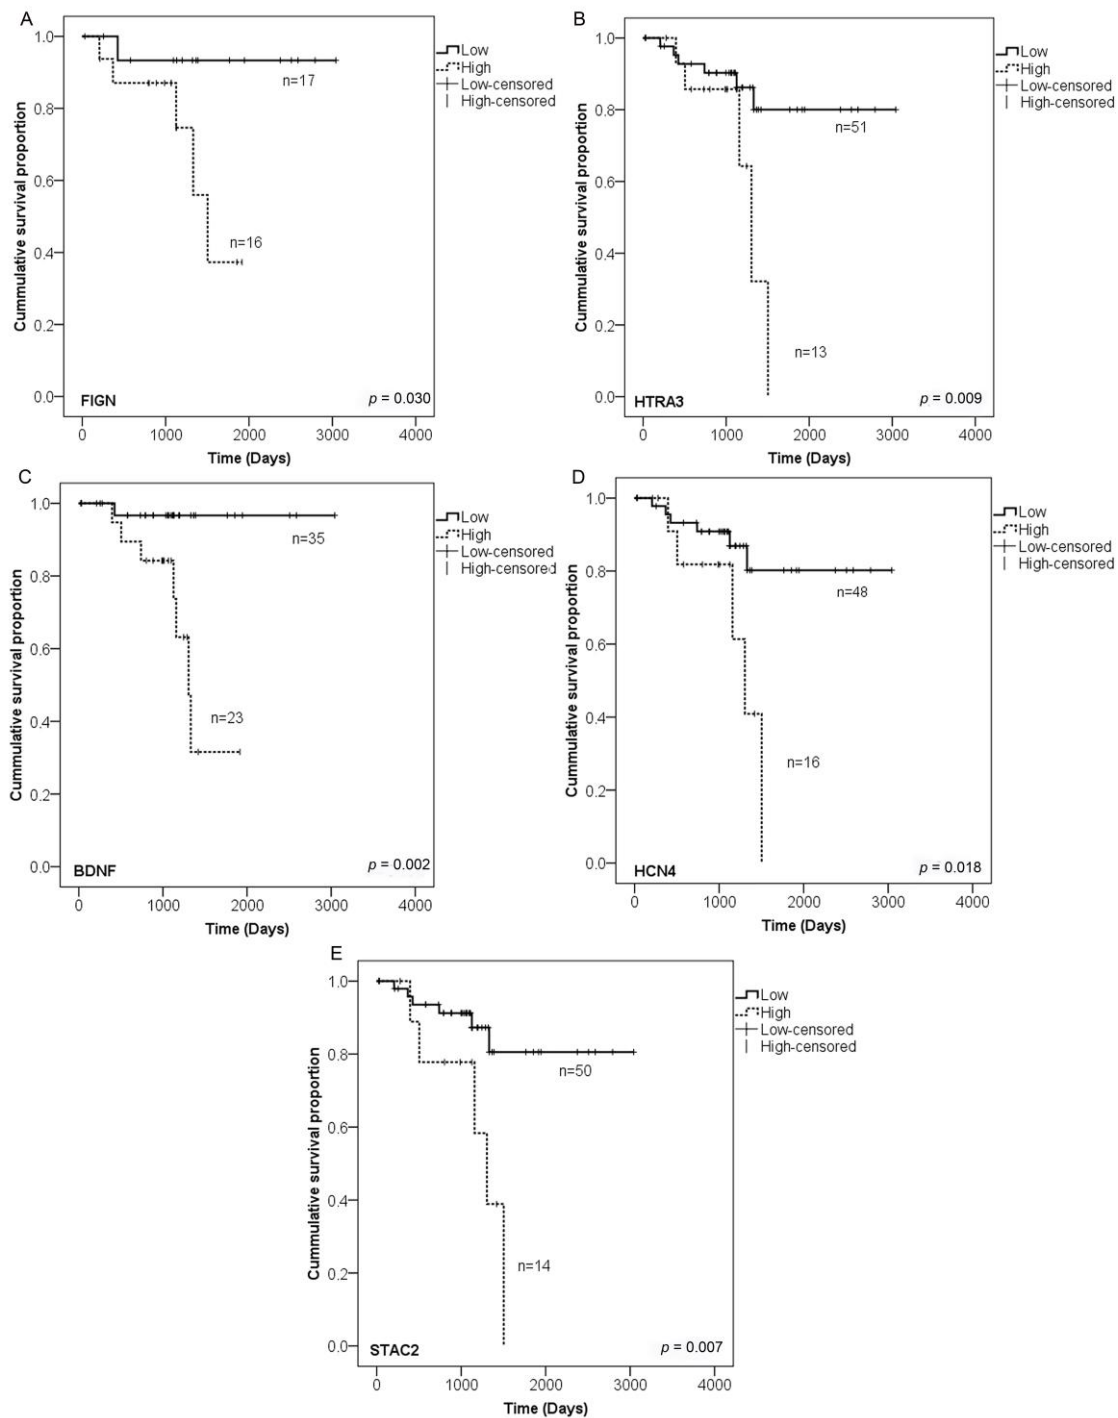 A
Cummulative survival proportion
1.0
0.8
0.6
0.4
0.2
0.0
n=17
n=16
FIGN
p = 0.030
0 1000 2000 3000 4000
Time (Days)
Low
High
Low-censored
High-censored
B
Cummulative survival proportion
1.0
0.8
0.6
0.4
0.2
0.0
n=51
n=13
HTRA3
p = 0.009
0 1000 2000 3000 4000
Time (Days)
Low
High
Low-censored
High-censored
C
Cummulative survival proportion
1.0
0.8
0.6
0.4
0.2
0.0
n=35
n=23
BDNF
p = 0.002
0 1000 2000 3000 4000
Time (Days)
Low
High
Low-censored
High-censored
D
Cummulative survival proportion
1.0
0.8
0.6
0.4
0.2
0.0
n=48
n=16
HCN4
p = 0.018
0 1000 2000 3000 4000
Time (Days)
Low
High
Low-censored
High-censored
E
Cummulative survival proportion
1.0
0.8
0.6
0.4
0.2
0.0
n=50
n=14
STAC2
p = 0.007
0 1000 2000 3000 4000
Time (Days)
Low
High
Low-censored
High-censored